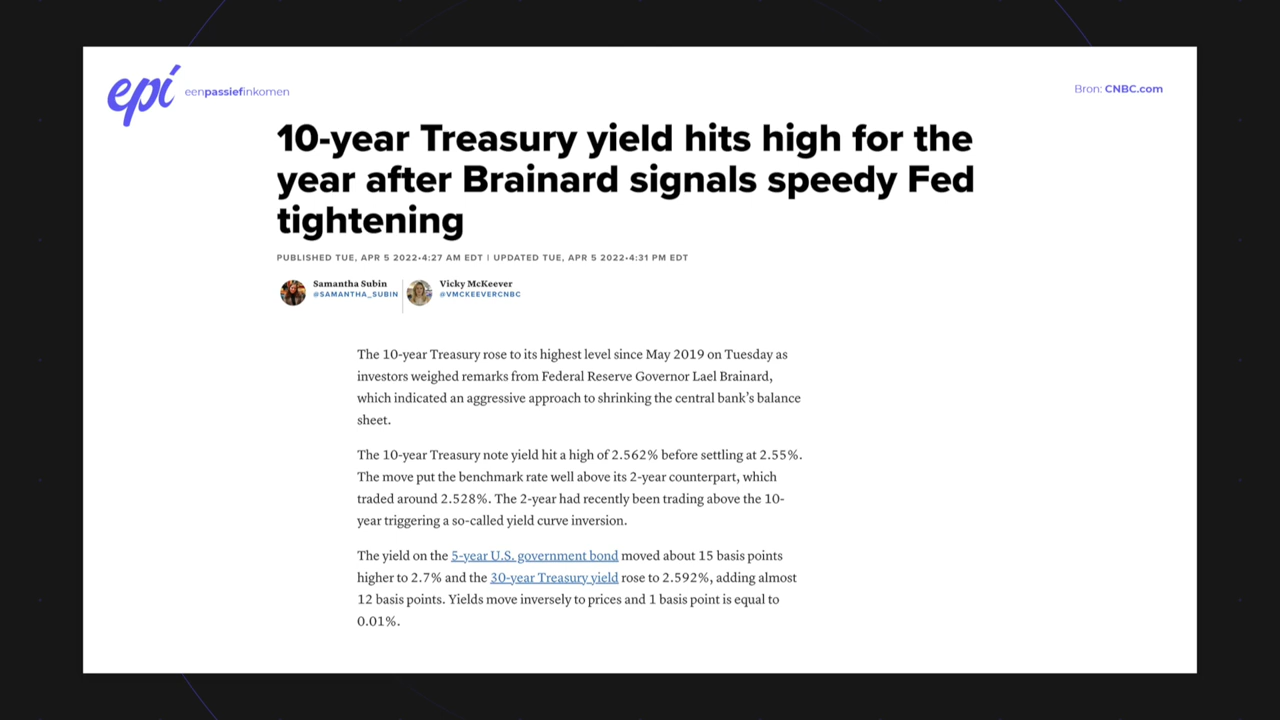 epi eenpassiefinkomen
Bron: CNBC.com
10-year Treasury yield hits high for the
year after Brainard signals speedy Fed
tightening
PUBLISHED TUE, APR 5 2022•4:27 AM EDT | UPDATED TUE, APR 5 2022•4:31 PM EDT
Samantha Subin
@SAMANTHA_SUBIN
Vicky McKeever
@VMCKEEVERCNBC
The 10-year Treasury rose to its highest level since May 2019 on Tuesday as
investors weighed remarks from Federal Reserve Governor Lael Brainard,
which indicated an aggressive approach to shrinking the central bank’s balance
sheet.
The 10-year Treasury note yield hit a high of 2.562% before settling at 2.55%.
The move put the benchmark rate well above its 2-year counterpart, which
traded around 2.528%. The 2-year had recently been trading above the 10-
year triggering a so-called yield curve inversion.
The yield on the 5-year U.S. government bond moved about 15 basis points
higher to 2.7% and the 30-year Treasury yield rose to 2.592%, adding almost
12 basis points. Yields move inversely to prices and 1 basis point is equal to
0.01%.